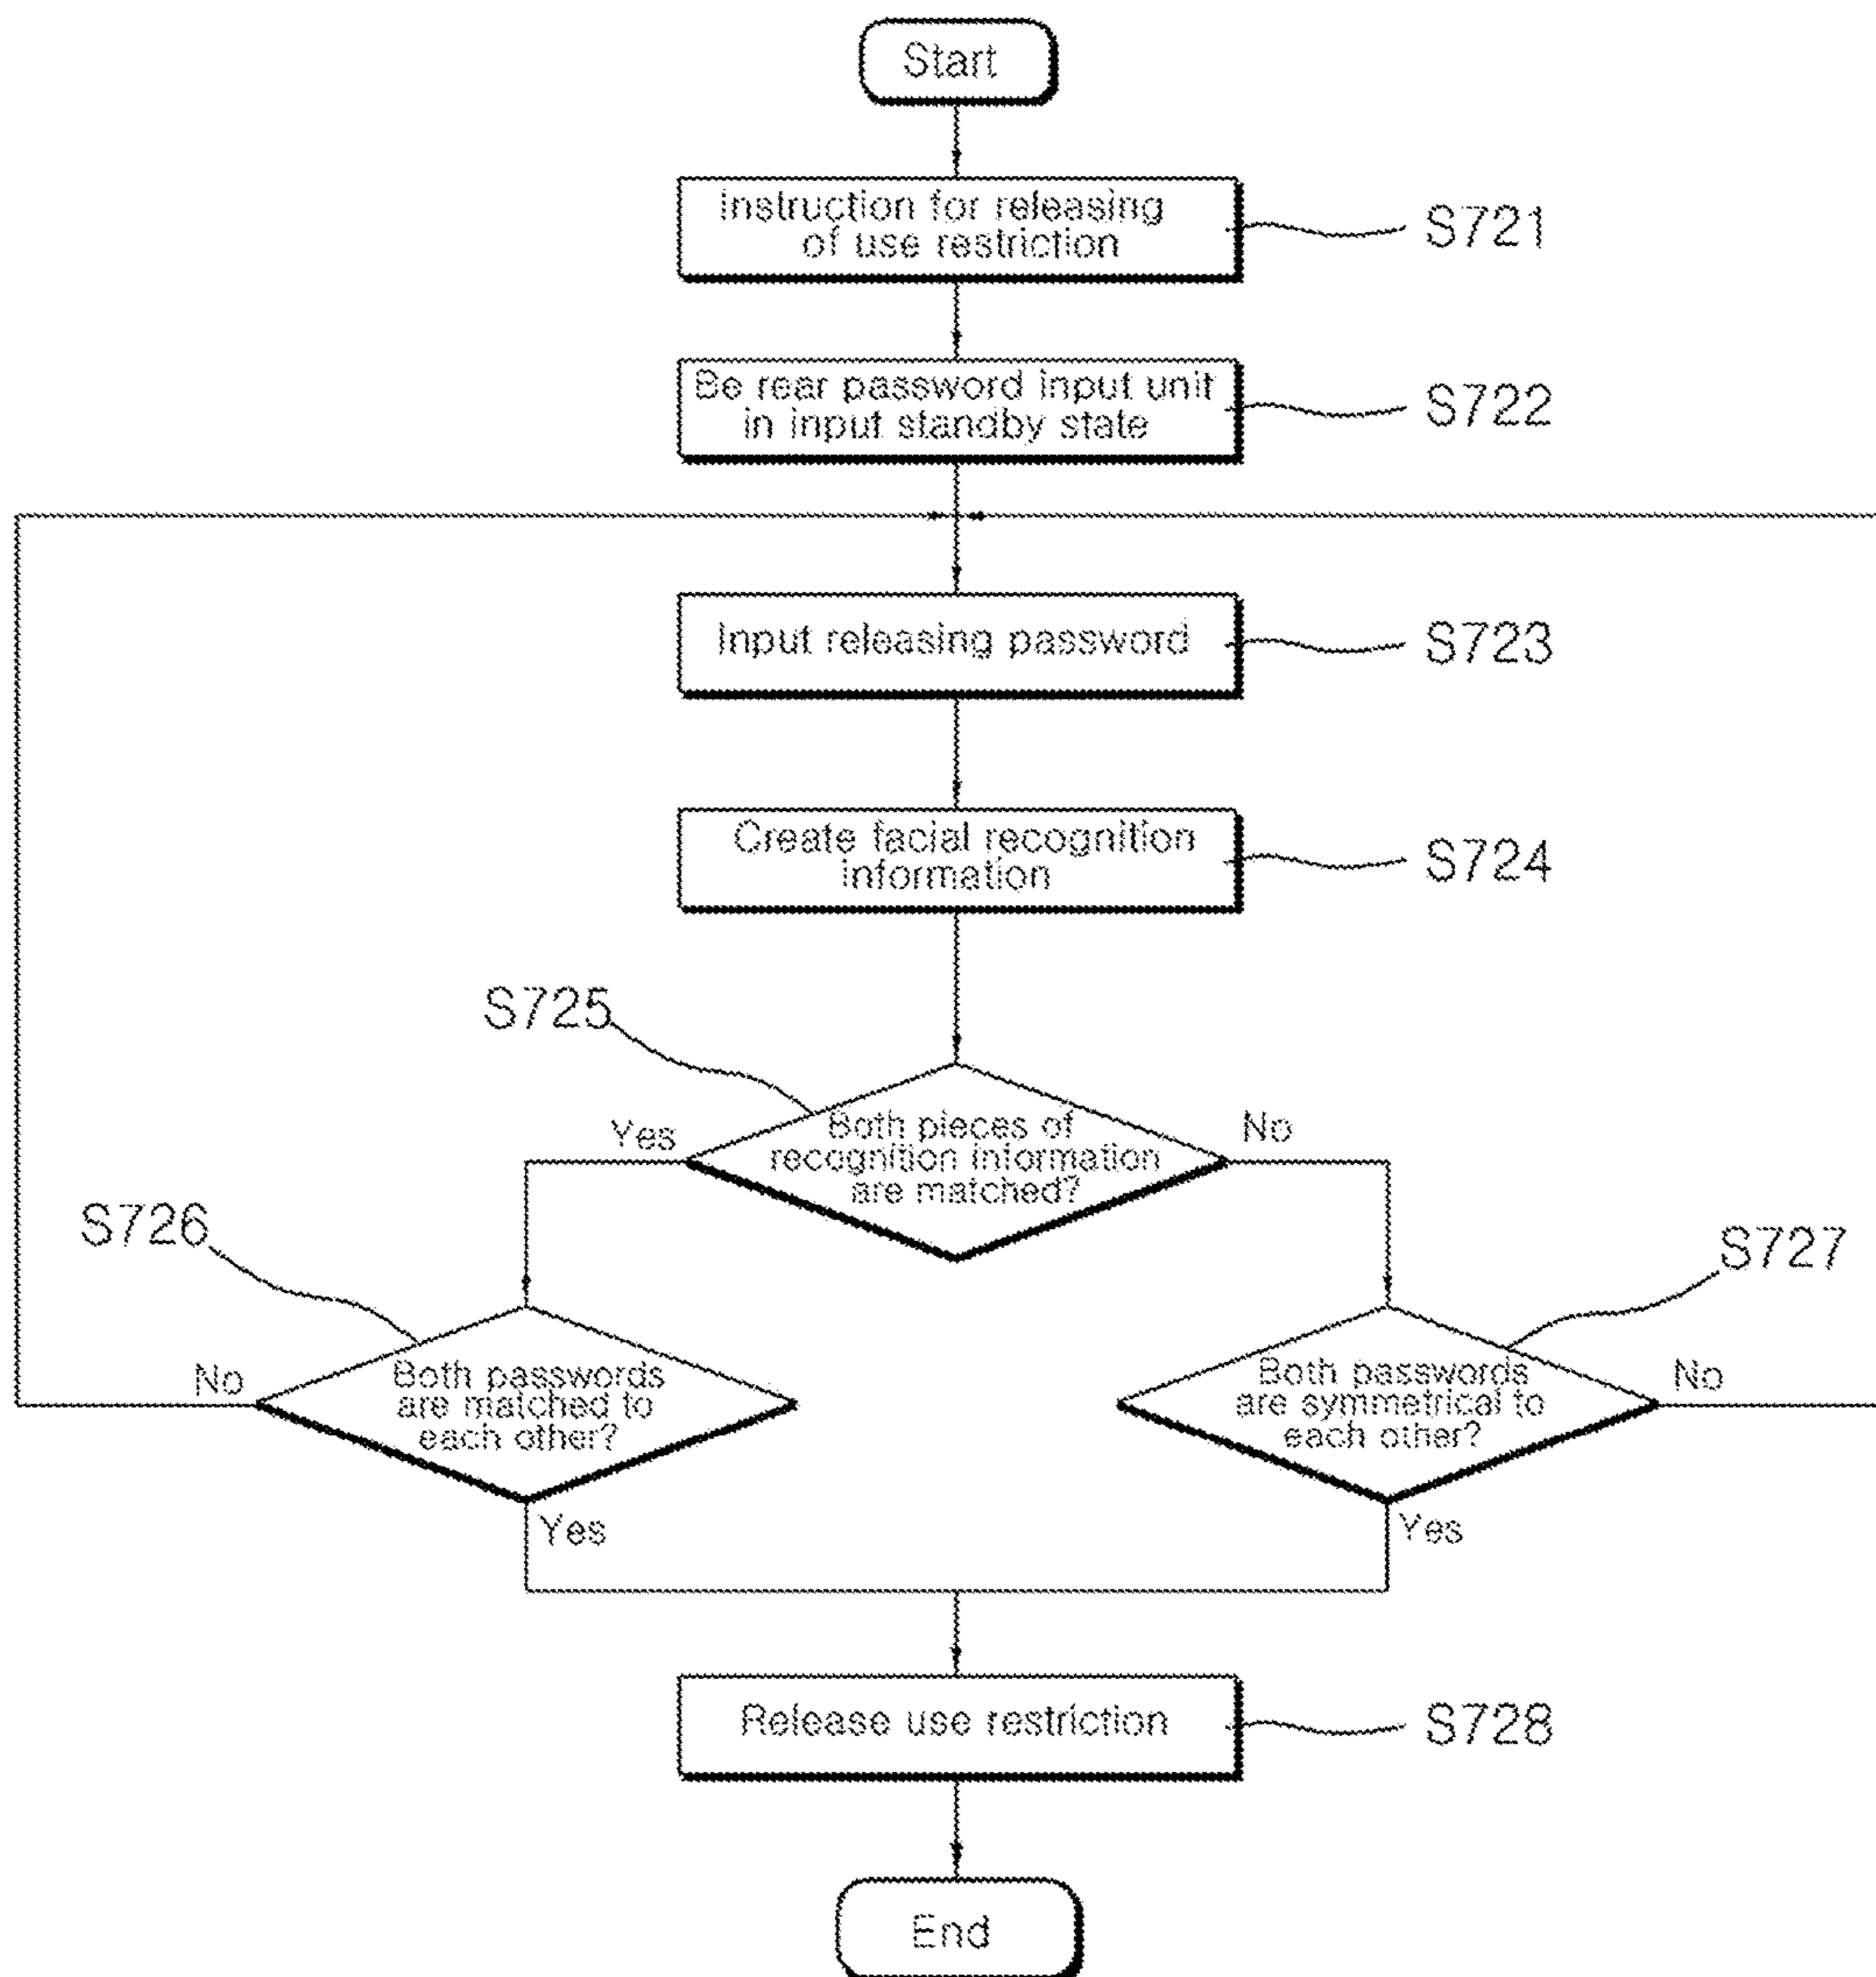 Start
Instruction for releasing
of use restriction
S721
Be rear password input unit
in input standby state
S722
Input releasing password
S723
Create facial recognition
information
S724
S725
Yes
Both pieces of
recognition information
are matched?
No
S726
S727
No
Both passwords
are matched to
each other?
Both passwords
are symmetrical to
each other?
No
Yes
Yes
Release use restriction
S728
End